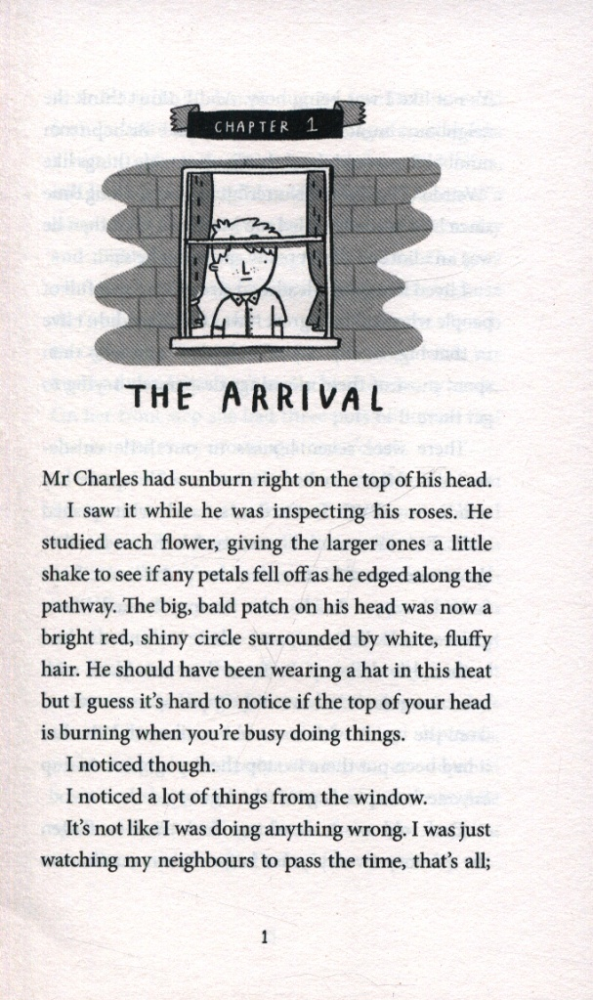 CHAPTER 1
THE ARRIVAL
Mr Charles had sunburn right on the top of his head.
I saw it while he was inspecting his roses. He
studied each flower, giving the larger ones a little
shake to see if any petals fell off as he edged along the
pathway. The big, bald patch on his head was now a
bright red, shiny circle surrounded by white, fluffy
hair. He should have been wearing a hat in this heat
but I guess it’s hard to notice if the top of your head
is burning when you’re busy doing things.
I noticed though.
I noticed a lot of things from the window.
It’s not like I was doing anything wrong. I was just
watching my neighbours to pass the time, that’s all;
1